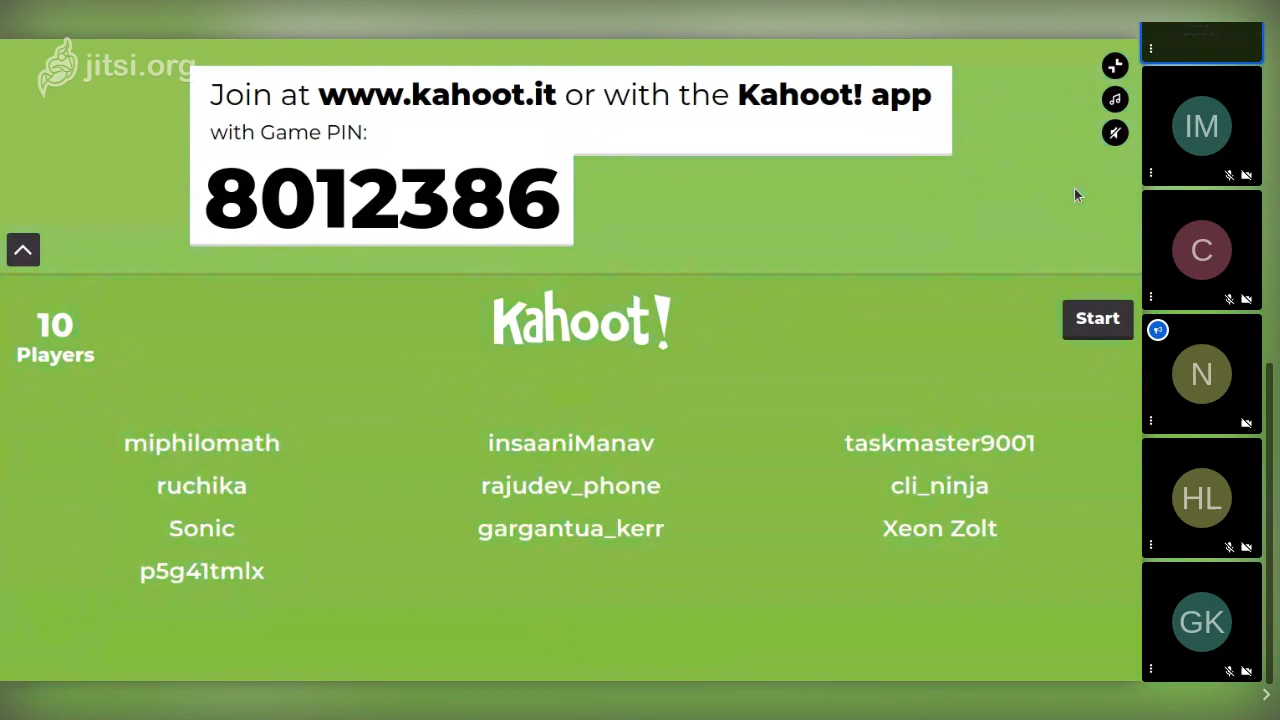 jitsi.org
Join at www.kahoot.it or with the Kahoot! app
with Game PIN:
8012386
10
Players
Kahoot!
Start
miphilomath insaaniManav taskmaster9001
ruchika rajudev_phone cli_ninja
Sonic gargantua_kerr Xeon Zolt
p5g41tmlx
IM
C
N
HL
GK